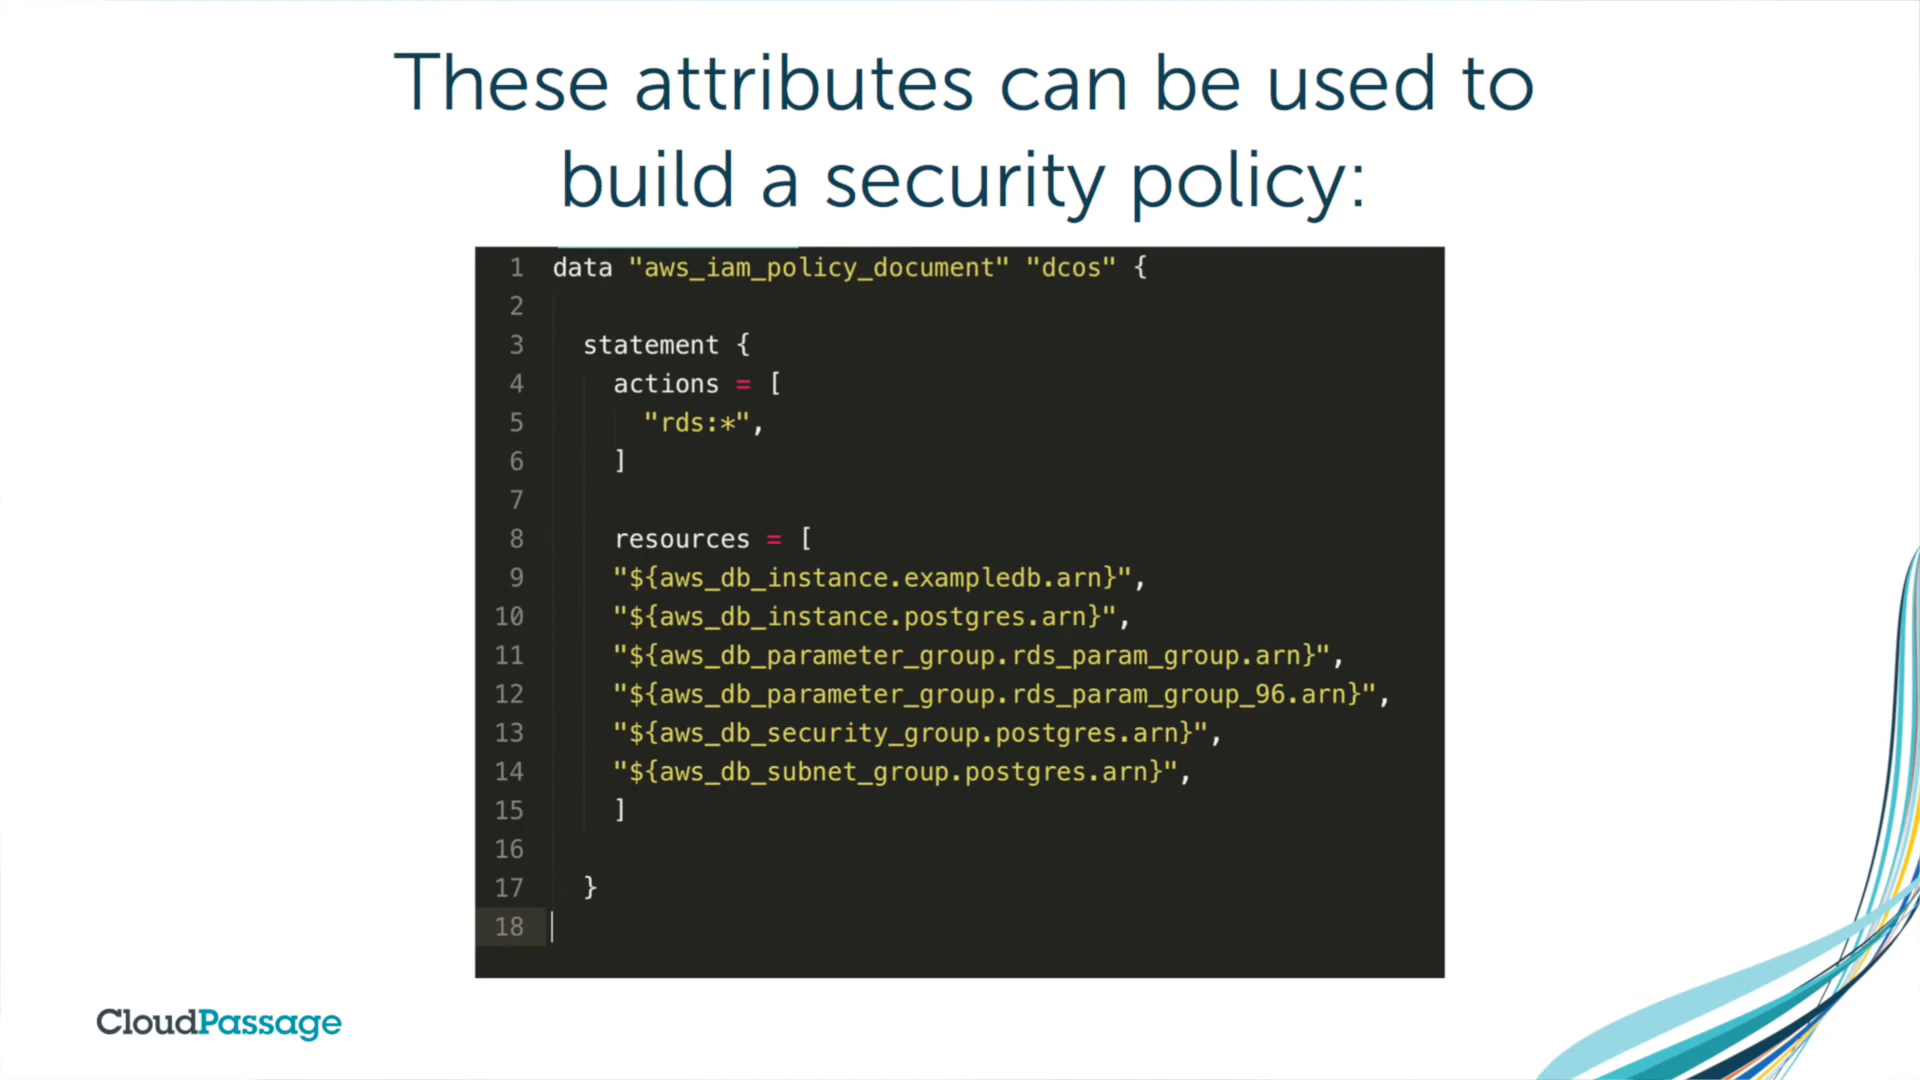 These attributes can be used to
build a security policy:
1 data "aws_iam_policy_document" "dcos" {
2
3 statement {
4 actions = [
5 "rds:*",
6 ]
7
8 resources = [
9 "${aws_db_instance.exampledb.arn}",
10 "${aws_db_instance.postgres.arn}",
11 "${aws_db_parameter_group.rds_param_group.arn}",
12 "${aws_db_parameter_group.rds_param_group_96.arn}",
13 "${aws_db_security_group.postgres.arn}",
14 "${aws_db_subnet_group.postgres.arn}",
15 ]
16
17 }
18
CloudPassage